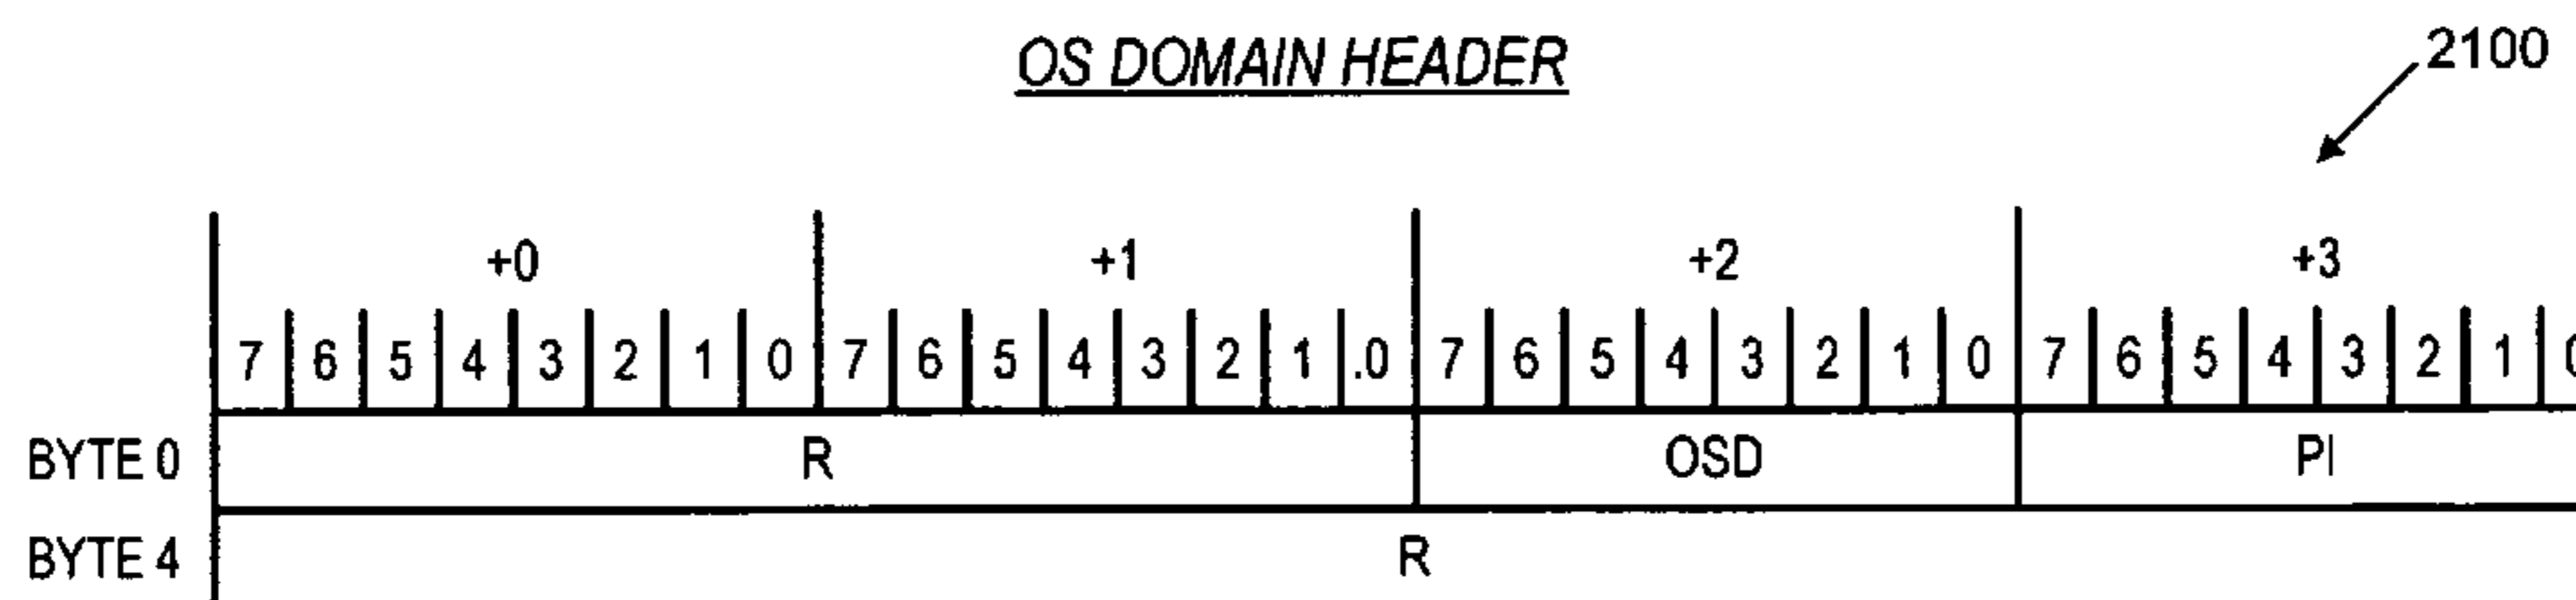 OS DOMAIN HEADER
2100
+0 +1 +2 +3
7 6 5 4 3 2 1 0 7 6 5 4 3 2 1 .0 7 6 5 4 3 2 1 0 7 6 5 4 3 2 1 0
BYTE 0 R OSD PI
BYTE 4 R